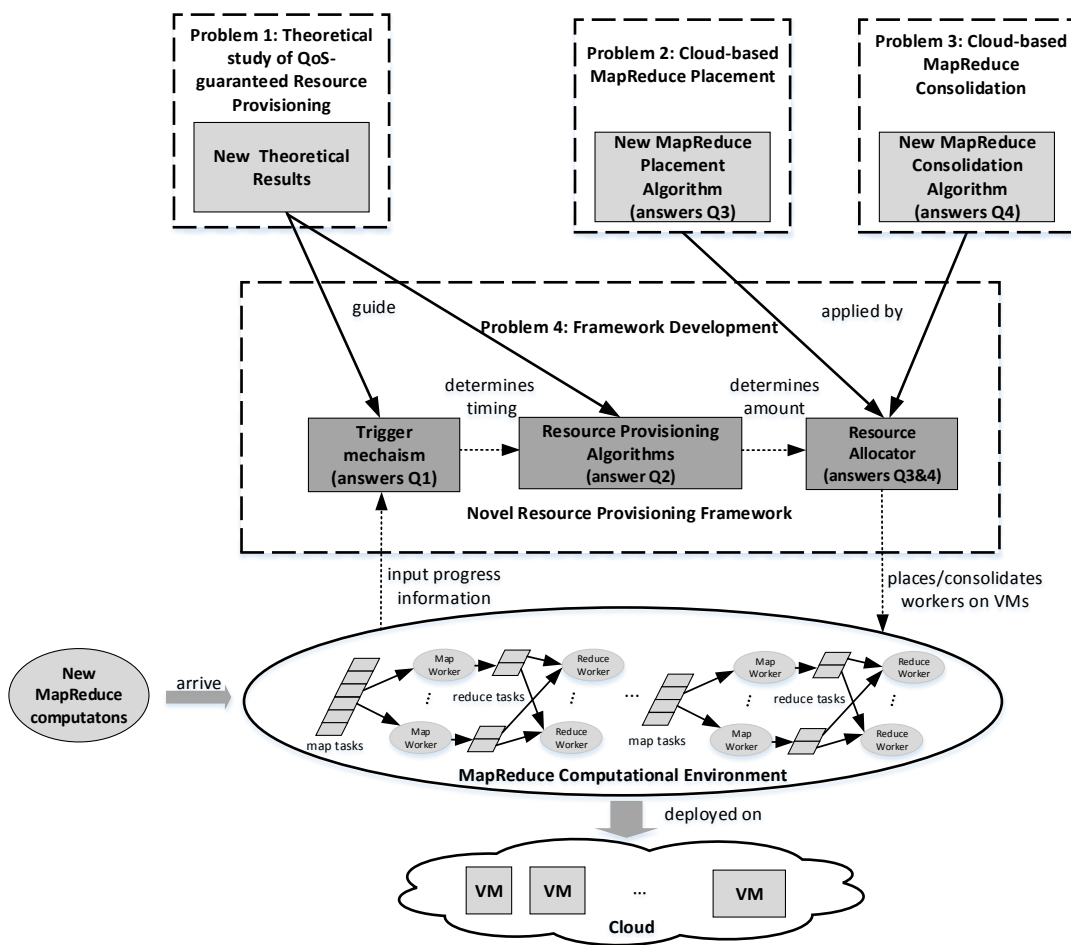 Problem 1: Theoretical
study of QoS-
guaranteed Resource
Provisioning
New Theoretical
Results
Problem 2: Cloud-based
MapReduce Placement
New MapReduce
Placement
Algorithm
(answers Q3)
Problem 3: Cloud-based
MapReduce
Consolidation
New MapReduce
Consolidation
Algorithm
(answers Q4)
guide
Problem 4: Framework Development
applied by
determines
timing
determines
amount
Trigger
mechaism
(answers Q1)
Resource Provisioning
Algorithms
(answer Q2)
Resource
Allocator
(answers Q3&4)
Novel Resource Provisioning Framework
input progress
information
places/consolidates
workers on VMs
New
MapReduce
computatons
arrive
Map
Worker
Reduce
Worker
...
reduce tasks
...
Map
Worker
Reduce
Worker
map tasks
...
Map
Worker
Reduce
Worker
...
reduce tasks
...
Map
Worker
Reduce
Worker
map tasks
MapReduce Computational Environment
deployed on
VM
VM
...
VM
Cloud